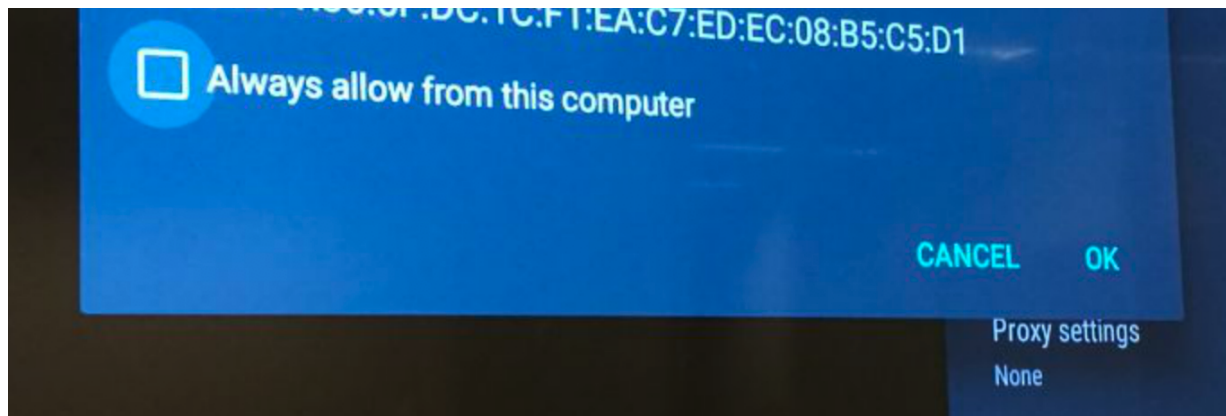 :DC:1C:F1:EA:C7:ED:EC:08:B5:C5:D1
Always allow from this computer
CANCEL OK
Proxy settings
None